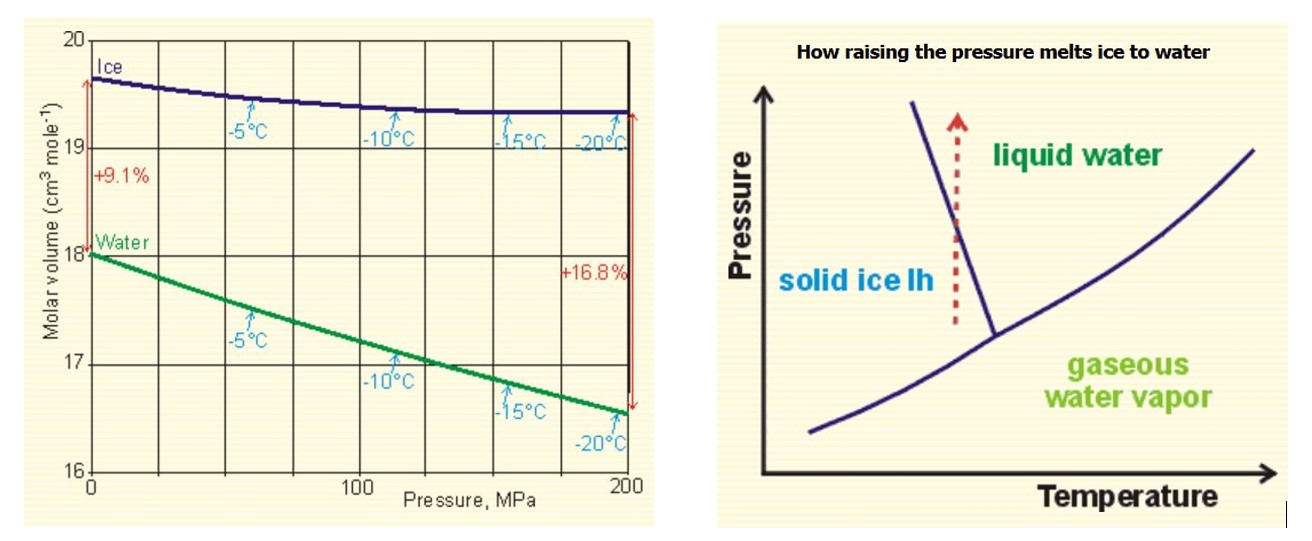 20
Ice
-5°C
-10°C
-15°C
-20°C
19
+9.1%
Water
18
+16.8%
-5°C
17
-10°C
-15°C
-20°C
16
0
100
200
Pressure, MPa
Molar volume (cm³ mole⁻¹)
How raising the pressure melts ice to water
Pressure
liquid water
solid ice Ih
gaseous
water vapor
Temperature